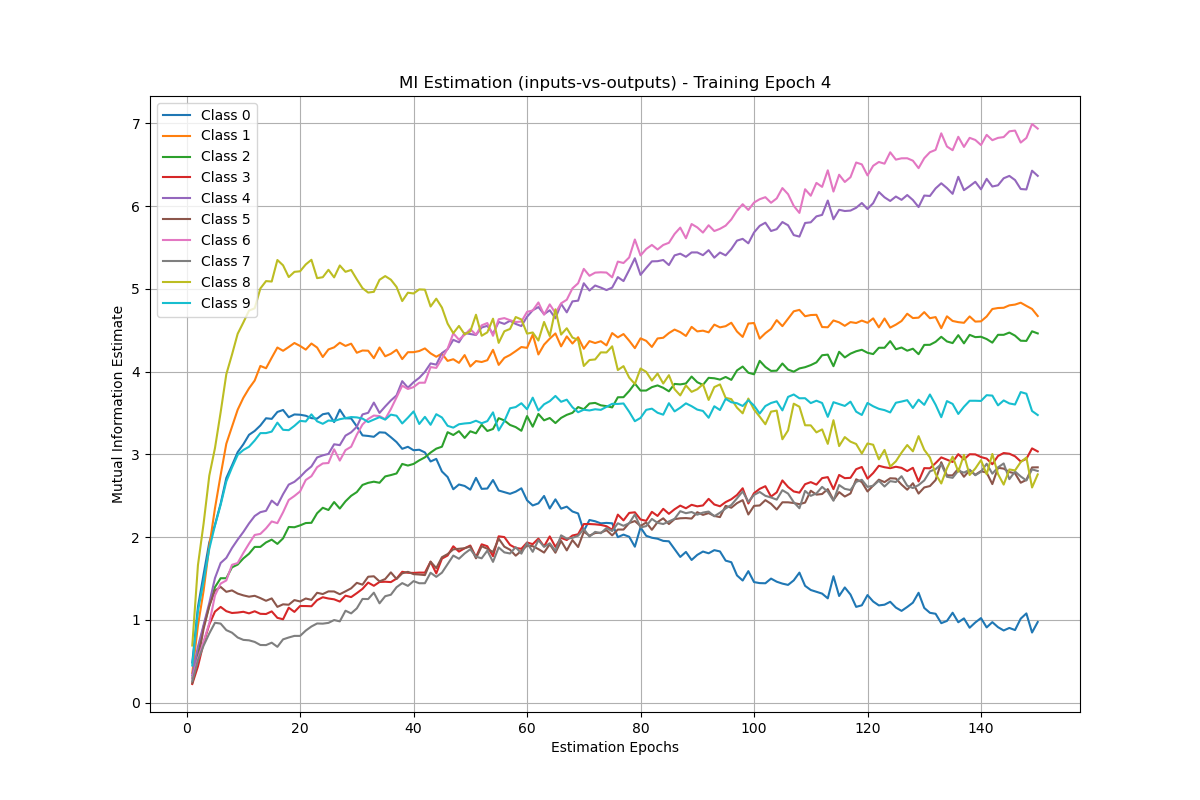 MI Estimation (inputs-vs-outputs) - Training Epoch 4
Class 0
Class 1
Class 2
Class 3
Class 4
Class 5
Class 6
Class 7
Class 8
Class 9
Mutual Information Estimate
7
6
5
4
3
2
1
0
0 20 40 60 80 100 120 140
Estimation Epochs